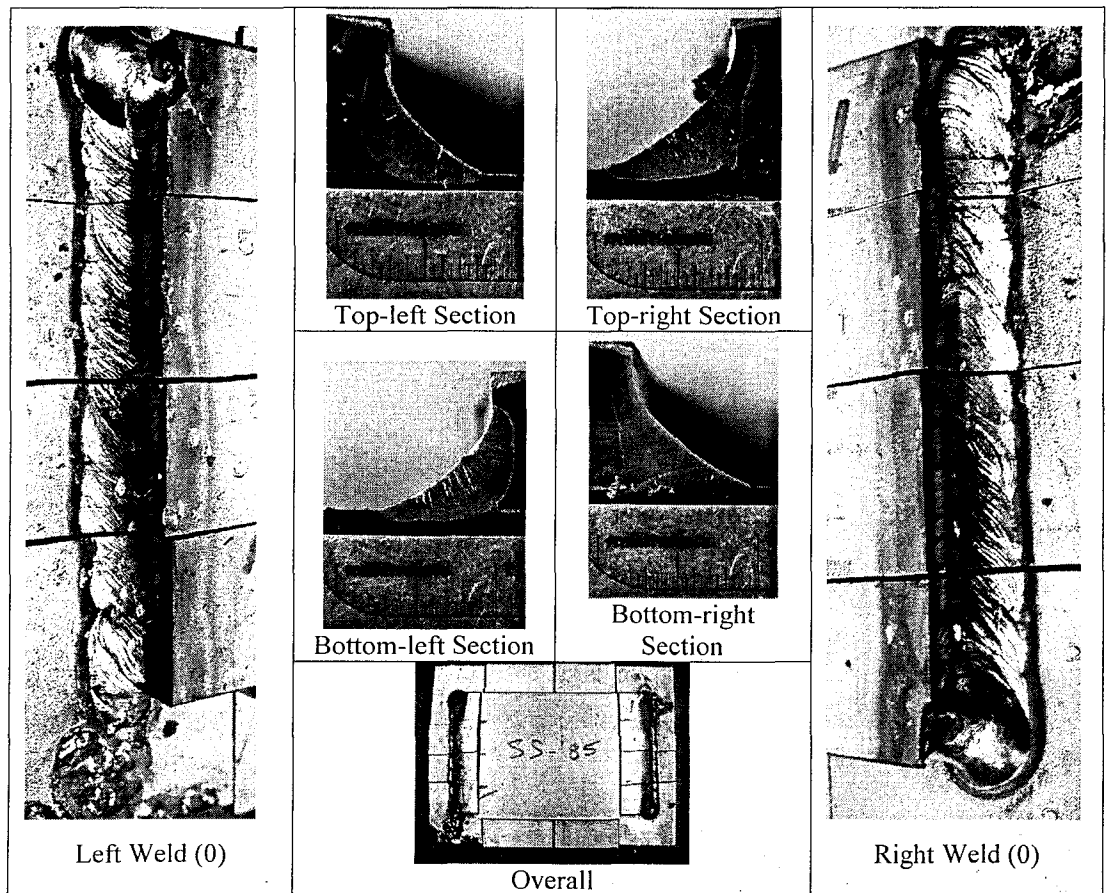 Top-left Section
Top-right Section
Bottom-left Section
Bottom-right
Section
SS-185
Left Weld (0)
Overall
Right Weld (0)